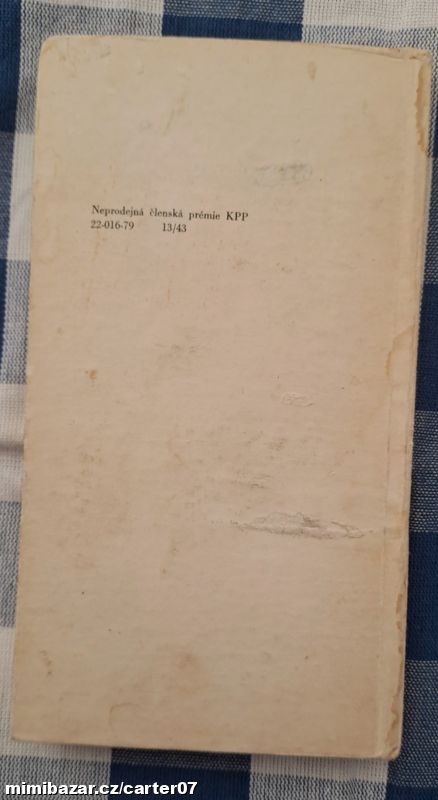 Neprodejná členská prémie KPP
22-016-79 13/43
mimibazar.cz/carter07